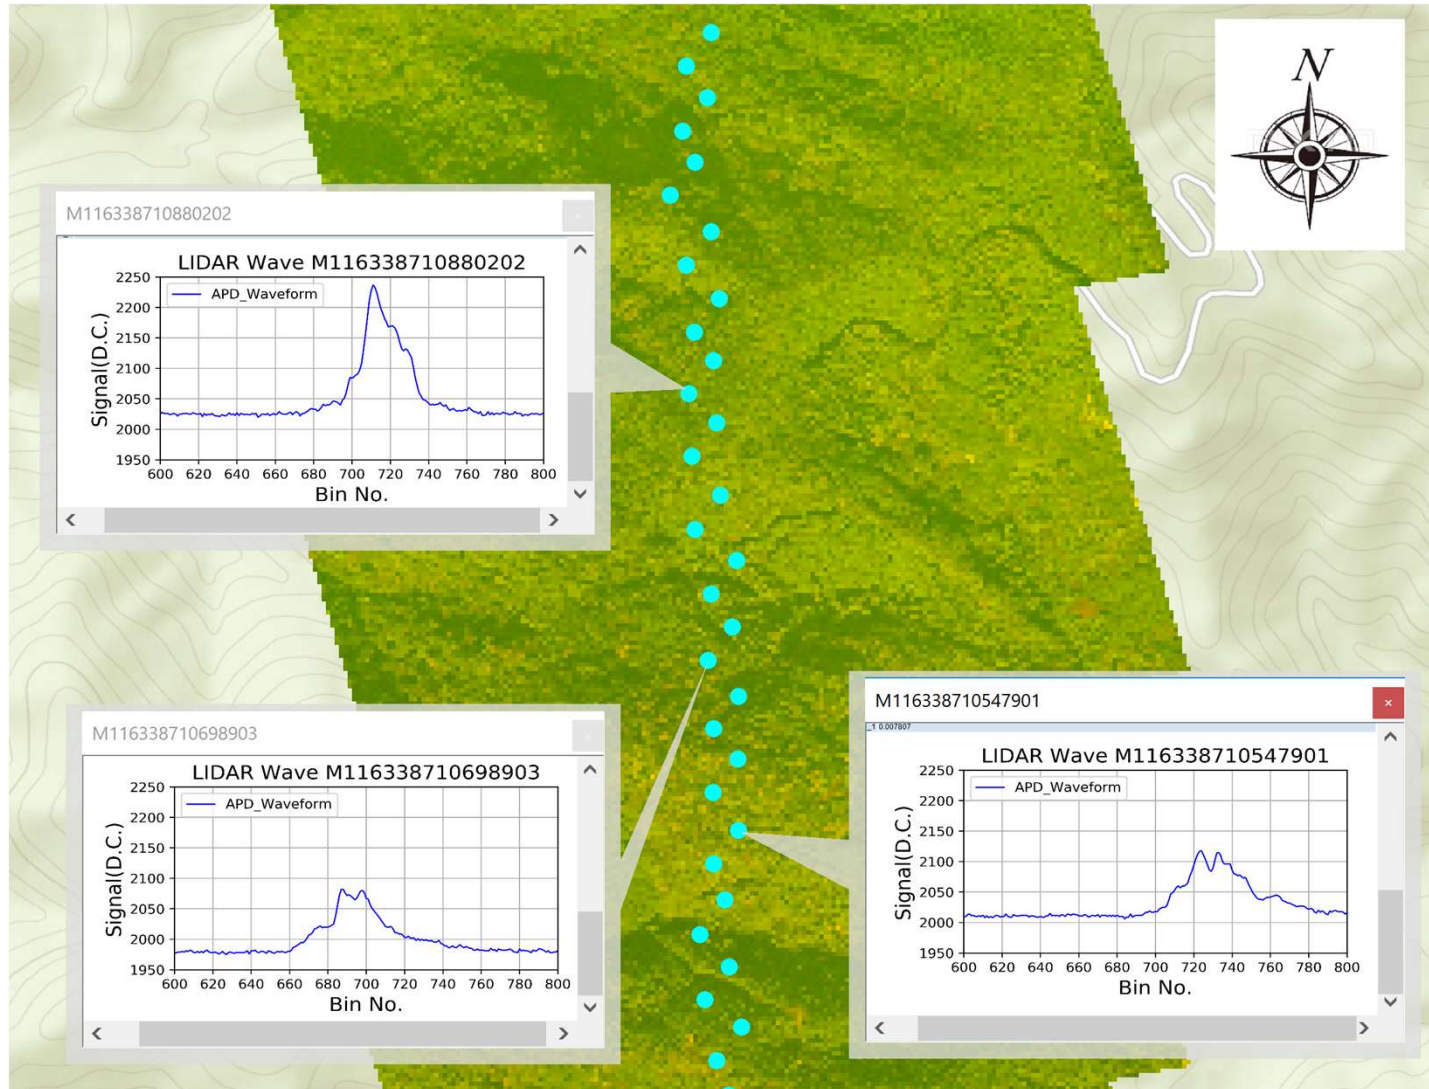 N
M116338710880202
LIDAR Wave M116338710880202
APD_Waveform
Signal(D.C.)
2250
2200
2150
2100
2050
2000
1950
600 620 640 660 680 700 720 740 760 780 800
Bin No.
M116338710698903
LIDAR Wave M116338710698903
APD_Waveform
Signal(D.C.)
2250
2200
2150
2100
2050
2000
1950
600 620 640 660 680 700 720 740 760 780 800
Bin No.
M116338710547901
_1 0.007807
LIDAR Wave M116338710547901
APD_Waveform
Signal(D.C.)
2250
2200
2150
2100
2050
2000
1950
600 620 640 660 680 700 720 740 760 780 800
Bin No.